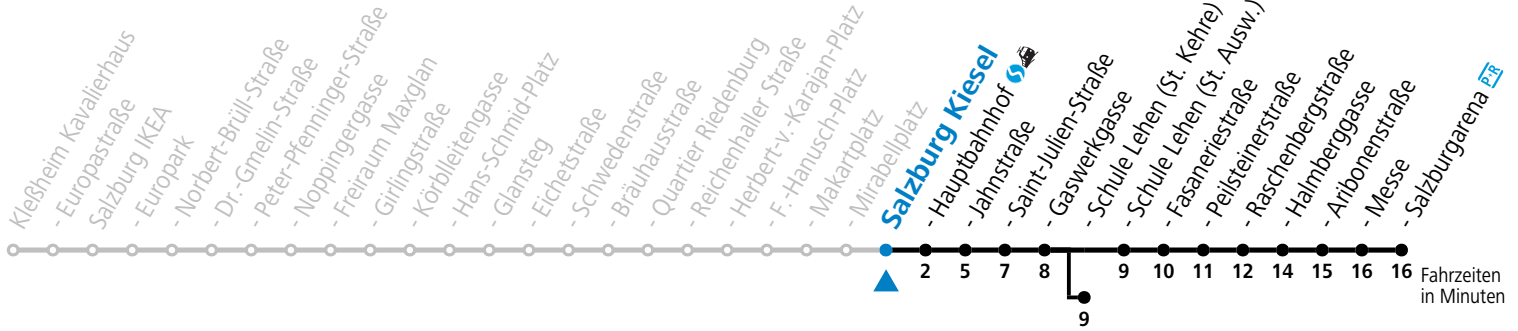 Kleßheim Kavalierhaus
- Europastraße
Salzburg IKEA
- Europark
- Norbert-Brüll-Straße
- Dr.-Gmelin-Straße
- Peter-Pfenninger-Straße
- Noppingergasse
- Freiraum Maxglan
- Girlingstraße
- Körblleitengasse
- Hans-Schmid-Platz
- Glansteg
- Eichetstraße
- Schwedenstraße
- Bräuhausstraße
- Quartier Riedenburg
- Reichenhaller Straße
- Herbert-v.-Karajan-Platz
- F.-Hanusch-Platz
- Makartplatz
- Mirabellplatz
Salzburg Kiesel
- Hauptbahnhof
- Jahnstraße
- Saint-Julien-Straße
- Gaswerkgasse
- Schule Lehen (St. Kehre)
- Schule Lehen (St. Ausw.)
- Fasaneriestraße
- Peilsteinerstraße
- Raschenbergstraße
- Halmberggasse
- Aribonenstraße
- Messe
- Salzburgarena P+R
2 5 7 8 9 10 11 12 14 15 16 16
9
Fahrzeiten
in Minuten